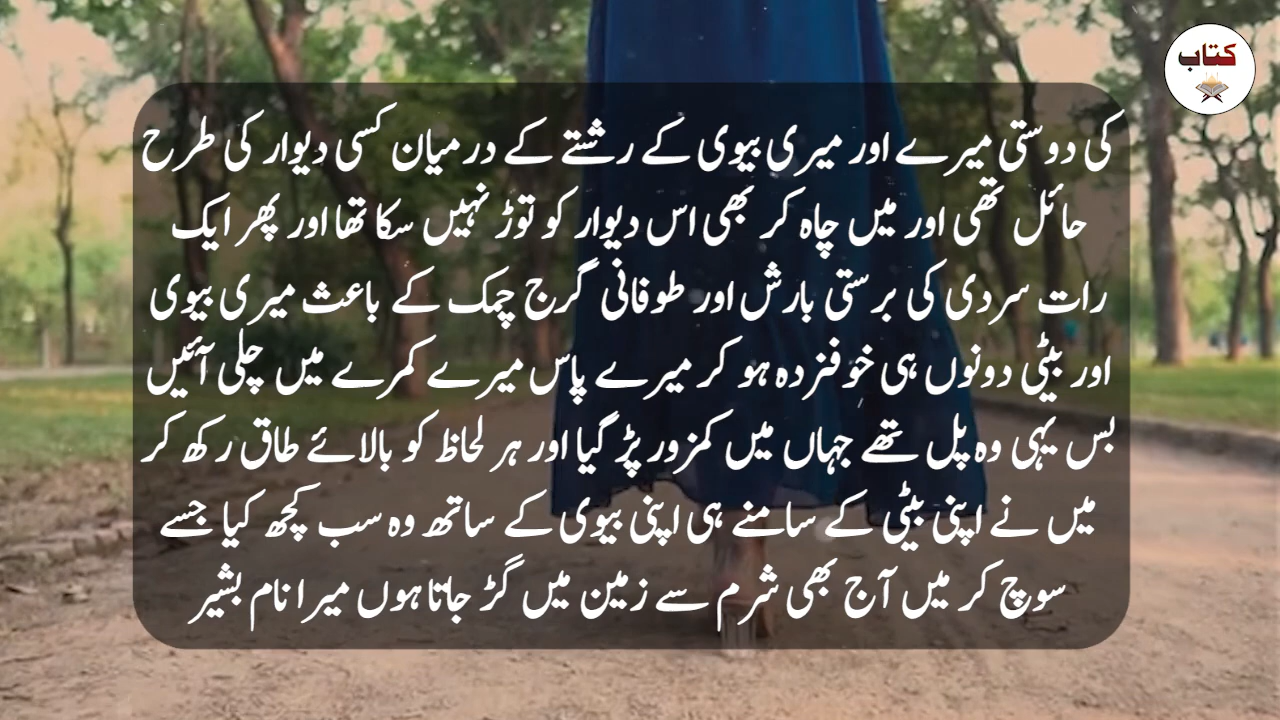 کتاب
کی دوستی میرے اور میری بیوی کے رشتے کے درمیان کسی دیوار کی طرح
حائل تھی اور میں چاہ کر بھی اس دیوار کو توڑ نہیں سکا تھا اور پھر ایک
رات سردی کی برستی بارش اور طوفانی گرج چمک کے باعث میری بیوی
اور بیٹی دونوں ہی خوفزدہ ہو کر میرے پاس میرے کمرے میں چلی آئیں
بس یہی وہ پل تھے جہاں میں کمزور پڑ گیا اور ہر لحاظ کو بالائے طاق رکھ کر
میں نے اپنی بیٹی کے سامنے ہی اپنی بیوی کے ساتھ وہ سب کچھ کیا جسے
سوچ کر میں آج بھی شرم سے زمین میں گڑ جاتا ہوں میرا نام بشیر